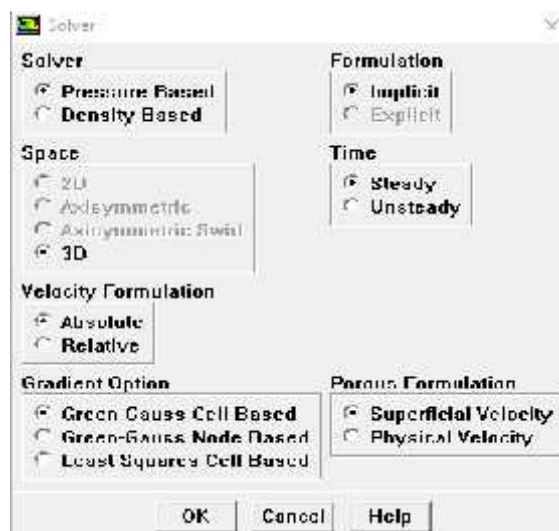 Solver
Solver
Pressure Based
Density Based
Formulation
Implicit
Explicit
Space
2D
Axisymmetric
Axisymmetric Swirl
3D
Time
Steady
Unsteady
Velocity Formulation
Absolute
Relative
Gradient Option
Green-Gauss Cell Based
Green-Gauss Node Based
Least Squares Cell Based
Porous Formulation
Superficial Velocity
Physical Velocity
OK
Cancel
Help